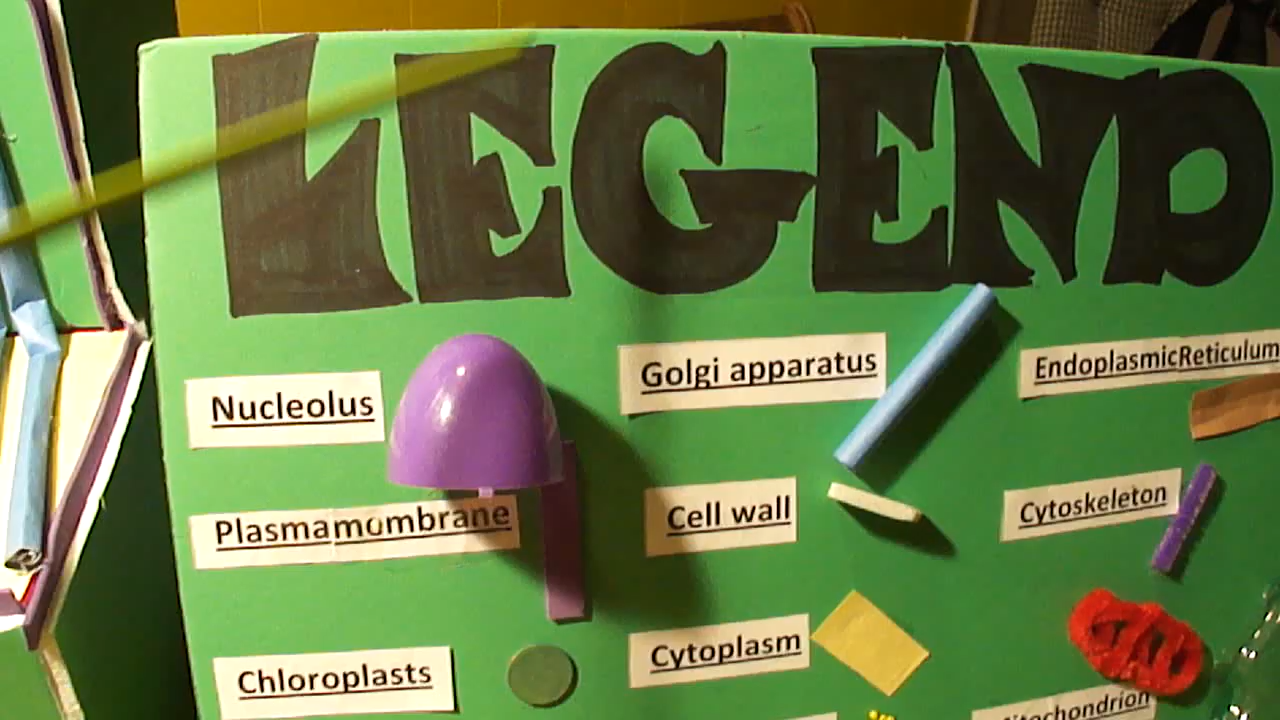 LEGEND
Nucleolus
Golgi apparatus
EndoplasmicReticulum
Plasmamombrane
Cell wall
Cytoskeleton
Chloroplasts
Cytoplasm